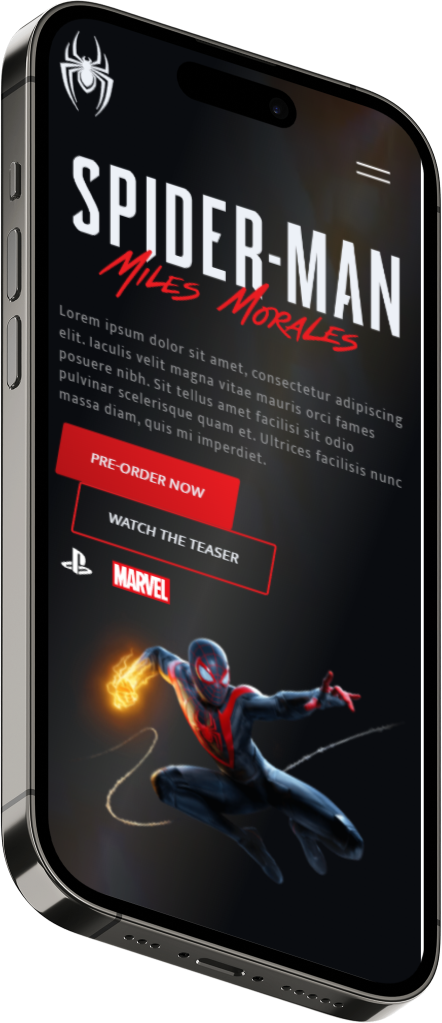 SPIDER-MAN
MILES MORALES
Lorem ipsum dolor sit amet, consectetur adipiscing
elit. Iaculis velit magna vitae mauris orci fames
posuere nibh. Sit tellus amet facilisi sit odio
pulvinar scelerisque quam et. Ultrices facilisis nunc
massa diam, quis mi imperdiet.
PRE-ORDER NOW
WATCH THE TEASER
MARVEL